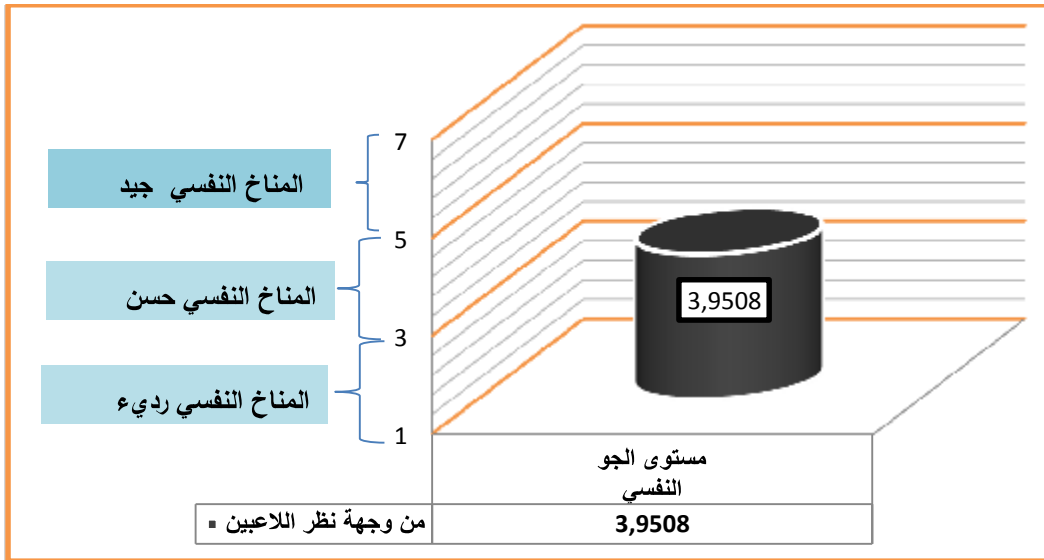 7
المناخ النفسي جيد
5
المناخ النفسي حسن
3
المناخ النفسي رديء
1
3,9508
مستوى الجو
النفسي
من وجهة نظر اللاعبين
3,9508